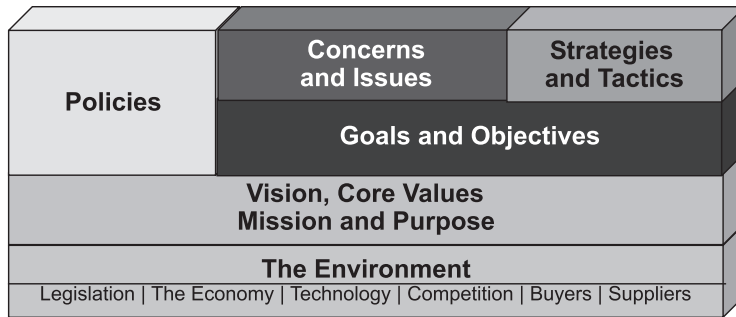 Policies
Concerns
and Issues
Strategies
and Tactics
Goals and Objectives
Vision, Core Values
Mission and Purpose
The Environment
Legislation | The Economy | Technology | Competition | Buyers | Suppliers